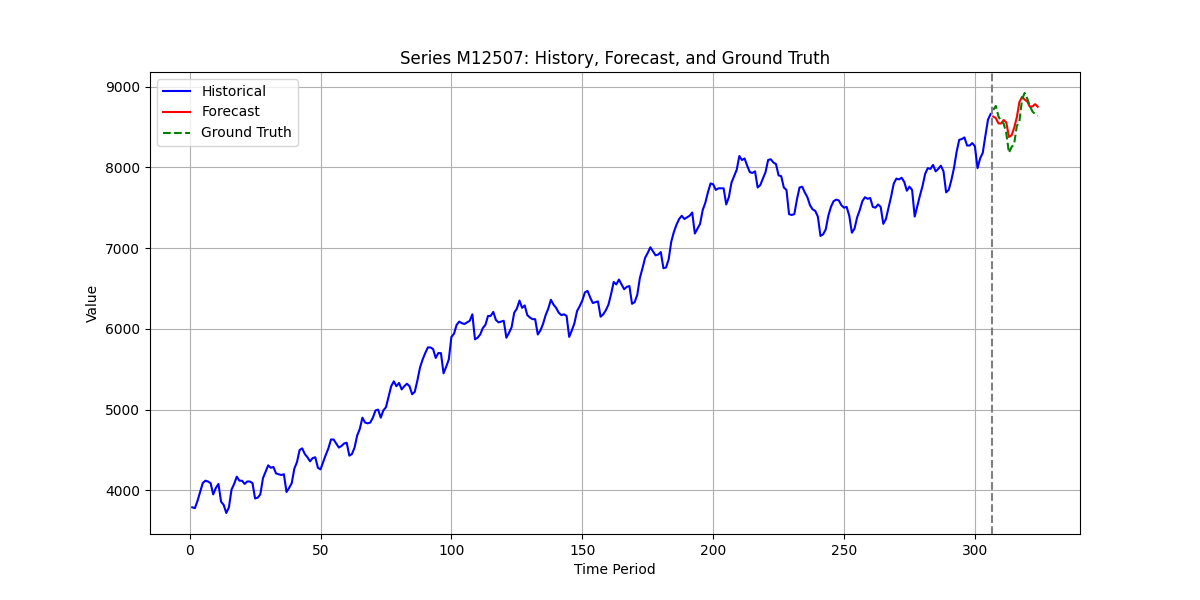 Series M12507: History, Forecast, and Ground Truth
Historical
Forecast
Ground Truth
9000
8000
7000
6000
5000
4000
Value
0 50 100 150 200 250 300
Time Period